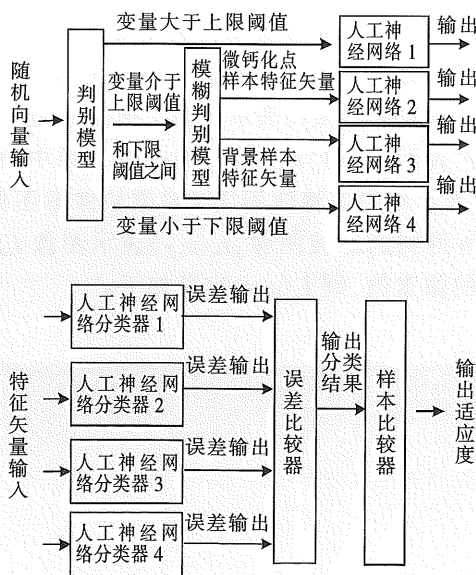 变量大于上限阈值
人工神
经网络1
输出
随机向量输入
判别模型
变量介于
上限阈值
和下限
阈值之间
模糊判别模型
微钙化点
样本特征矢量
人工神
经网络2
输出
背景样本
特征矢量
人工神
经网络3
输出
变量小于下限阈值
人工神
经网络4
输出
特征矢量输入
人工神经网
络分类器1
误差输出
人工神经网
络分类器2
误差输出
人工神经网
络分类器3
误差输出
人工神经网
络分类器4
误差输出
误差比较器
输出
分类
结果
样本比较器
输出适应度